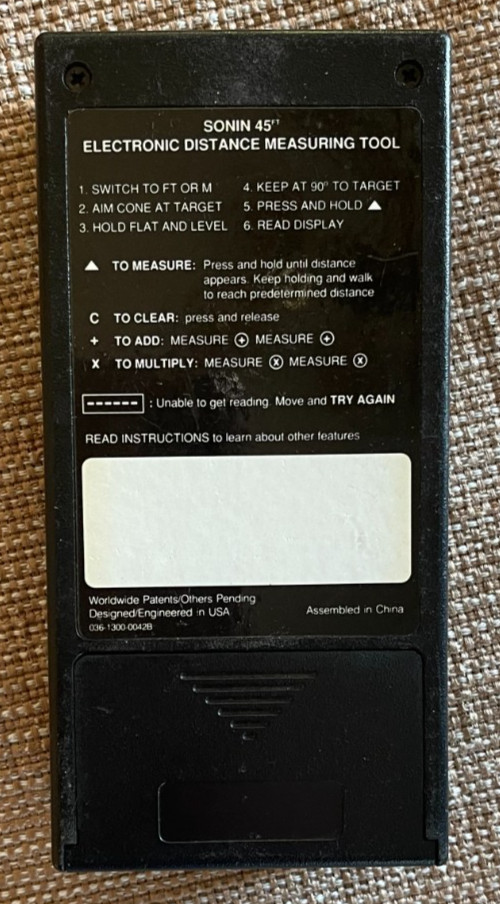 SONIN 45FT
ELECTRONIC DISTANCE MEASURING TOOL
1. SWITCH TO FT OR M
2. AIM CONE AT TARGET
3. HOLD FLAT AND LEVEL
4. KEEP AT 90° TO TARGET
5. PRESS AND HOLD ▲
6. READ DISPLAY
▲ TO MEASURE: Press and hold until distance
appears. Keep holding and walk
to reach predetermined distance
C TO CLEAR: press and release
+ TO ADD: MEASURE ⊕ MEASURE ⊕
X TO MULTIPLY: MEASURE ⓧ MEASURE ⓧ
------ : Unable to get reading. Move and TRY AGAIN
READ INSTRUCTIONS to learn about other features
Worldwide Patents/Others Pending
Designed/Engineered in USA
Assembled in China
036-1300-0042B